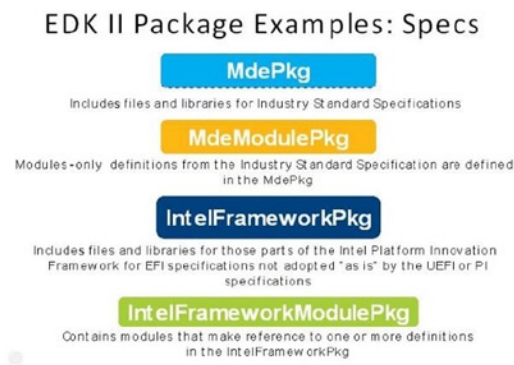 EDK II Package Examples: Specs
MdePkg
Includes files and libraries for Industry Standard Specifications
MdeModulePkg
Modules-only definitions from the Industry Standard Specification are defined
in the MdePkg
IntelFrameworkPkg
Includes files and libraries for those parts of the Intel Platform Innovation
Framework for EFI specifications not adopted "as is" by the UEFI or PI
specifications
IntelFrameworkModulePkg
Contains modules that make reference to one or more definitions
in the IntelFrameworkPkg